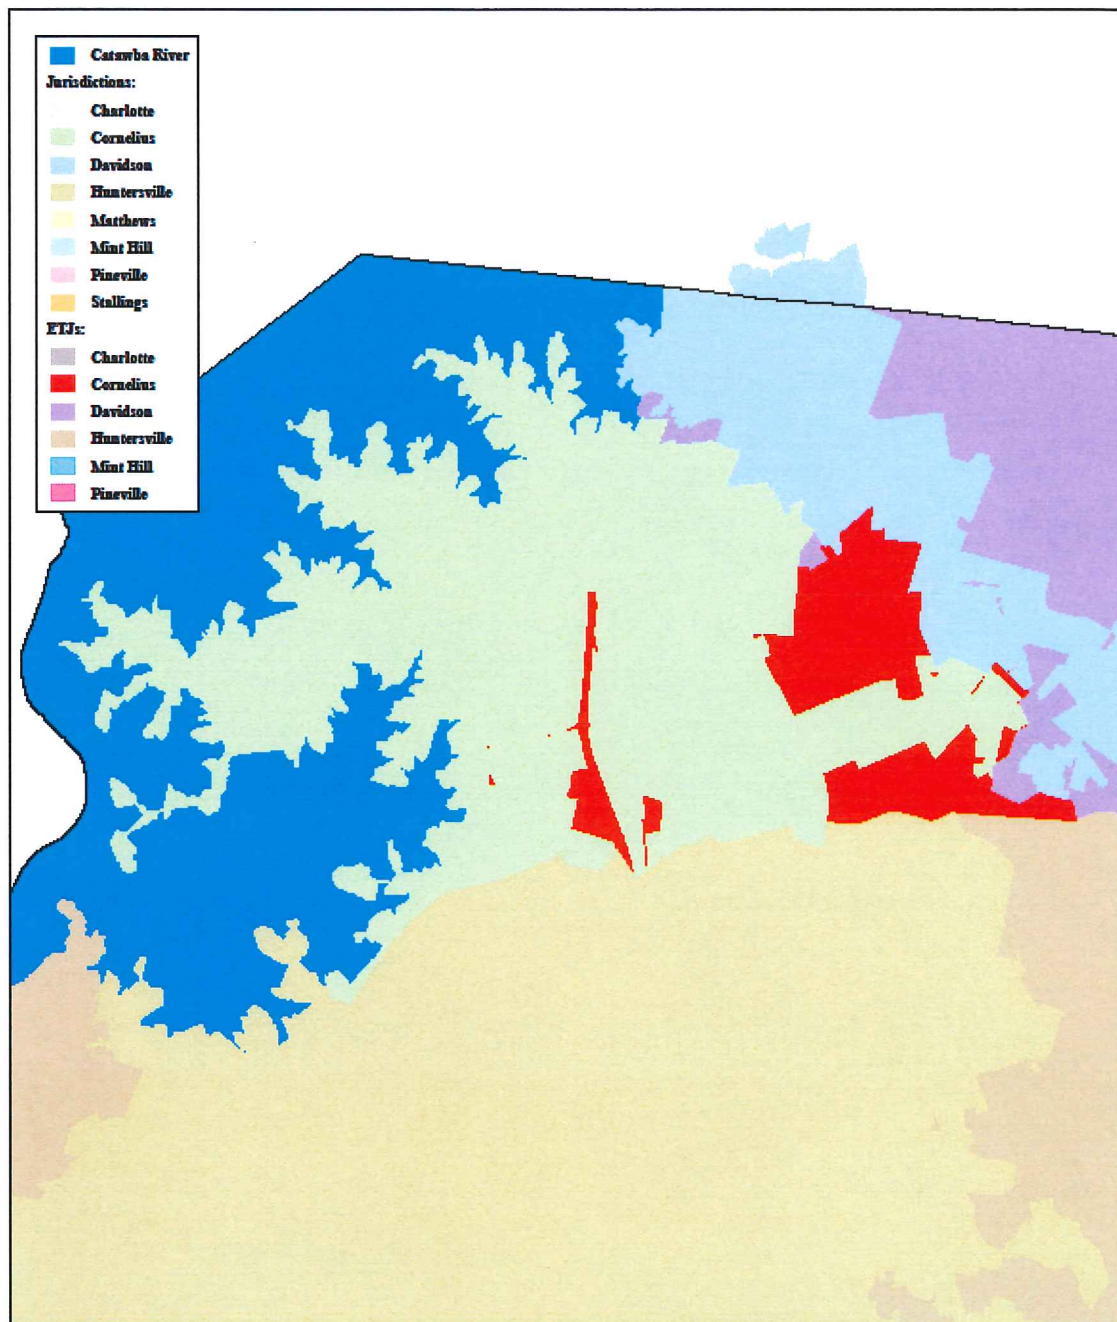 Catawba River
Jurisdictions:
Charlotte
Cornelius
Davidson
Huntersville
Matthews
Mint Hill
Pineville
Stallings
ETJs:
Charlotte
Cornelius
Davidson
Huntersville
Mint Hill
Pineville